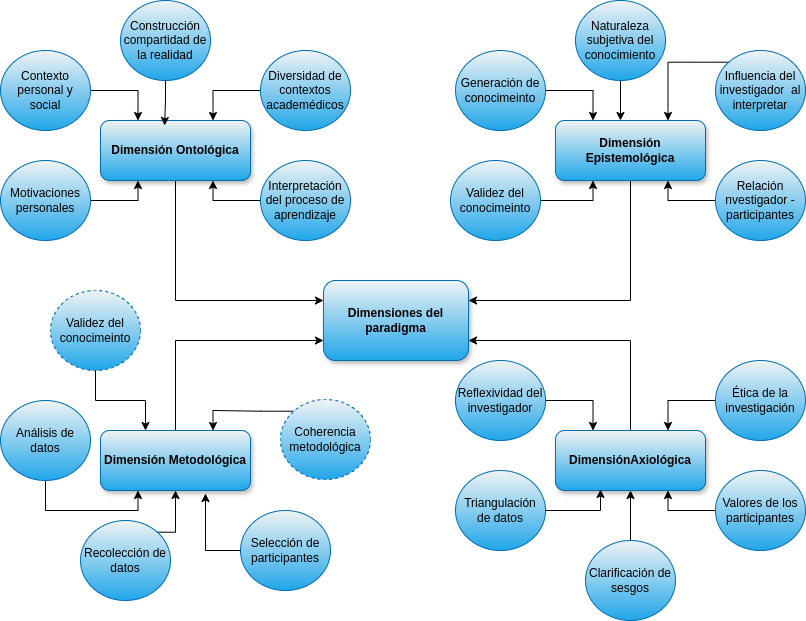 Construcción
compartidad de
la realidad
Contexto
personal y
social
Diversidad de
contextos
académédicos
Dimensión Ontológica
Motivaciones
personales
Interpretación
del proceso de
aprendizaje
Naturaleza
subjetiva del
conocimiento
Generación de
conocimeinto
Influencia del
investigador al
interpretar
Dimensión
Epistemológica
Validez del
conocimeinto
Relación
nvestigador -
participantes
Dimensiones del
paradigma
Validez del
conocimeinto
Análisis de
datos
Coherencia
metodológica
Dimensión Metodológica
Recolección de
datos
Selección de
participantes
Reflexividad del
investigador
Ética de la
investigación
DimensiónAxiológica
Triangulación
de datos
Valores de los
participantes
Clarificación de
sesgos